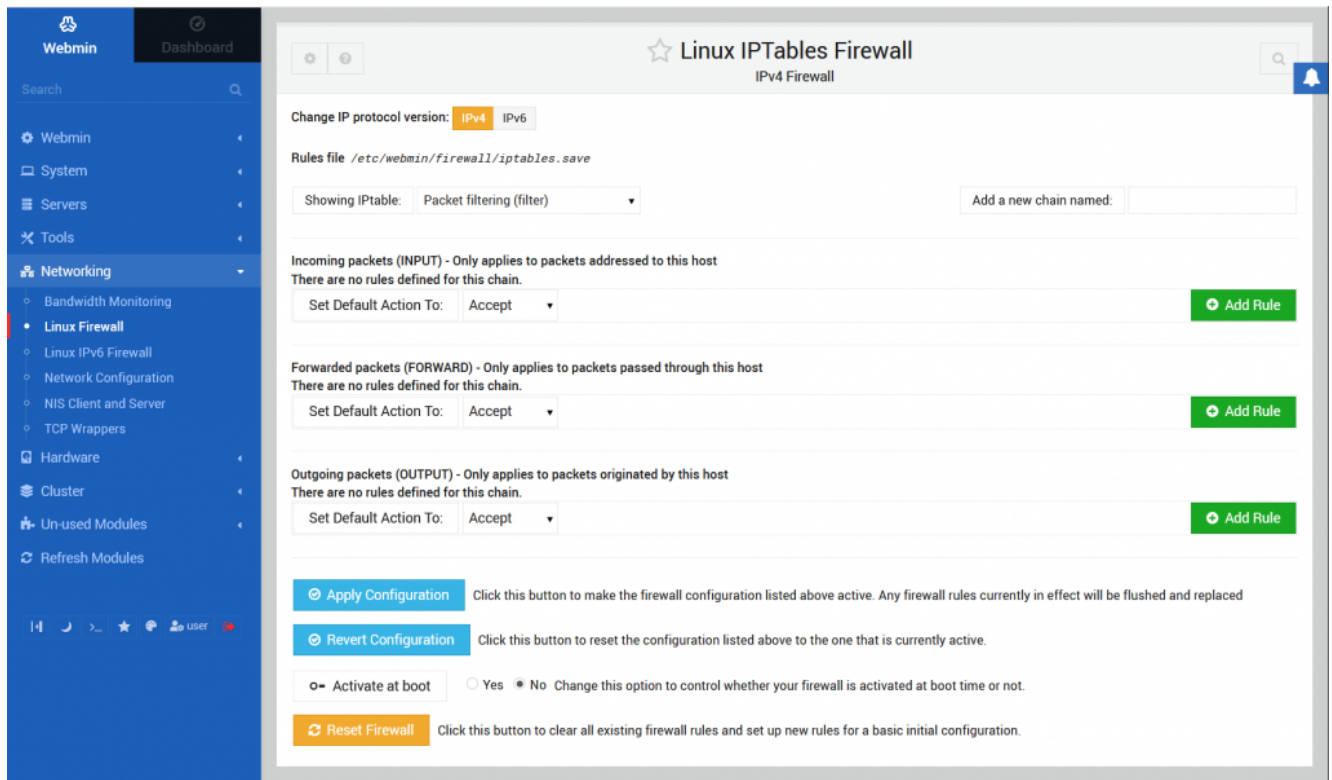 Webmin
Dashboard
Search
Webmin
System
Servers
Tools
Networking
Bandwidth Monitoring
Linux Firewall
Linux IPv6 Firewall
Network Configuration
NIS Client and Server
TCP Wrappers
Hardware
Cluster
Un-used Modules
Refresh Modules
>_ user
Linux IPTables Firewall
IPv4 Firewall
Change IP protocol version: IPv4 IPv6
Rules file /etc/webmin/firewall/iptables.save
Showing IPtable: Packet filtering (filter) Add a new chain named:
Incoming packets (INPUT) - Only applies to packets addressed to this host
There are no rules defined for this chain.
Set Default Action To: Accept Add Rule
Forwarded packets (FORWARD) - Only applies to packets passed through this host
There are no rules defined for this chain.
Set Default Action To: Accept Add Rule
Outgoing packets (OUTPUT) - Only applies to packets originated by this host
There are no rules defined for this chain.
Set Default Action To: Accept Add Rule
Apply Configuration Click this button to make the firewall configuration listed above active. Any firewall rules currently in effect will be flushed and replaced
Revert Configuration Click this button to reset the configuration listed above to the one that is currently active.
Activate at boot Yes No Change this option to control whether your firewall is activated at boot time or not.
Reset Firewall Click this button to clear all existing firewall rules and set up new rules for a basic initial configuration.